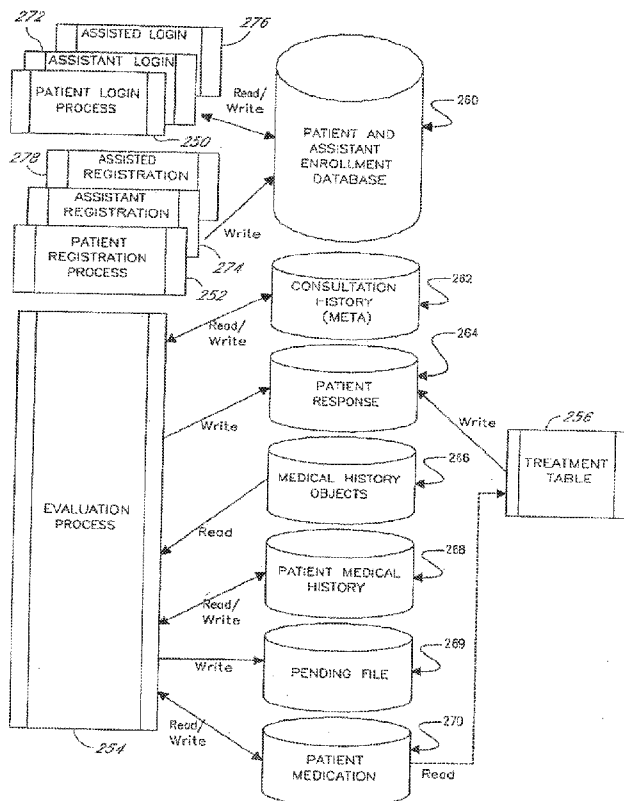 272
ASSISTED LOGIN
276
ASSISTANT LOGIN
PATIENT LOGIN
PROCESS
250
Read/
Write
PATIENT AND
ASSISTANT
ENROLLMENT
DATABASE
260
278
ASSISTED
REGISTRATION
ASSISTANT
REGISTRATION
PATIENT
REGISTRATION
PROCESS
274
252
Write
CONSULTATION
HISTORY
(META)
262
Read/
Write
PATIENT
RESPONSE
264
Write
Write
256
TREATMENT
TABLE
EVALUATION
PROCESS
MEDICAL HISTORY
OBJECTS
266
Read
PATIENT MEDICAL
HISTORY
268
Read/
Write
PENDING FILE
269
Write
Read/
Write
PATIENT
MEDICATION
270
Read
254